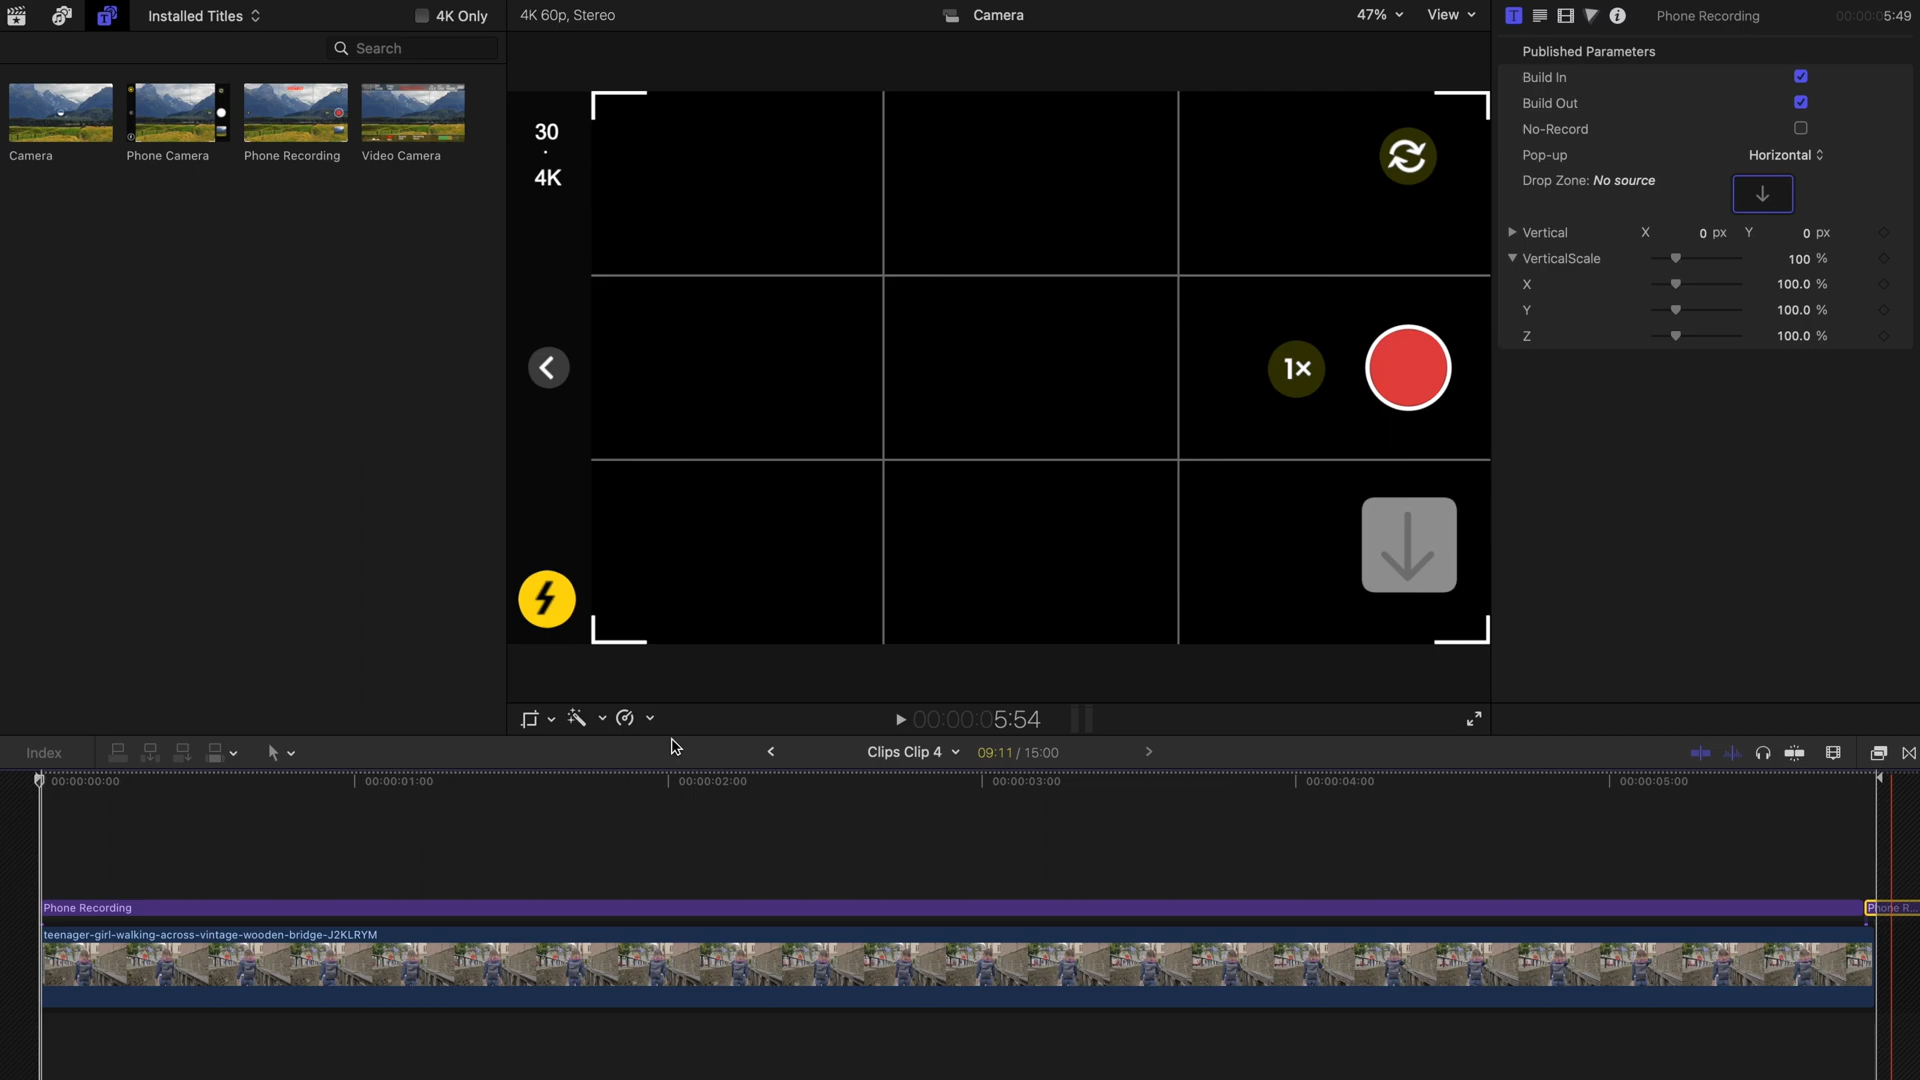 Installed Titles
4K Only
4K 60p, Stereo
Camera
47%
View
Phone Recording
00:00:05:49
Search
Published Parameters
Build In
Build Out
No-Record
Pop-up
Horizontal
Drop Zone: No source
Vertical X 0 px Y 0 px
VerticalScale 100 %
X 100.0 %
Y 100.0 %
Z 100.0 %
Camera
Phone Camera
Phone Recording
Video Camera
30
·
4K
1×
00:00:05:54
Index
Clips Clip 4
09:11 / 15:00
00:00:00:00
00:00:01:00
00:00:02:00
00:00:03:00
00:00:04:00
00:00:05:00
Phone Recording
Phone R...
teenager-girl-walking-across-vintage-wooden-bridge-J2KLRYM